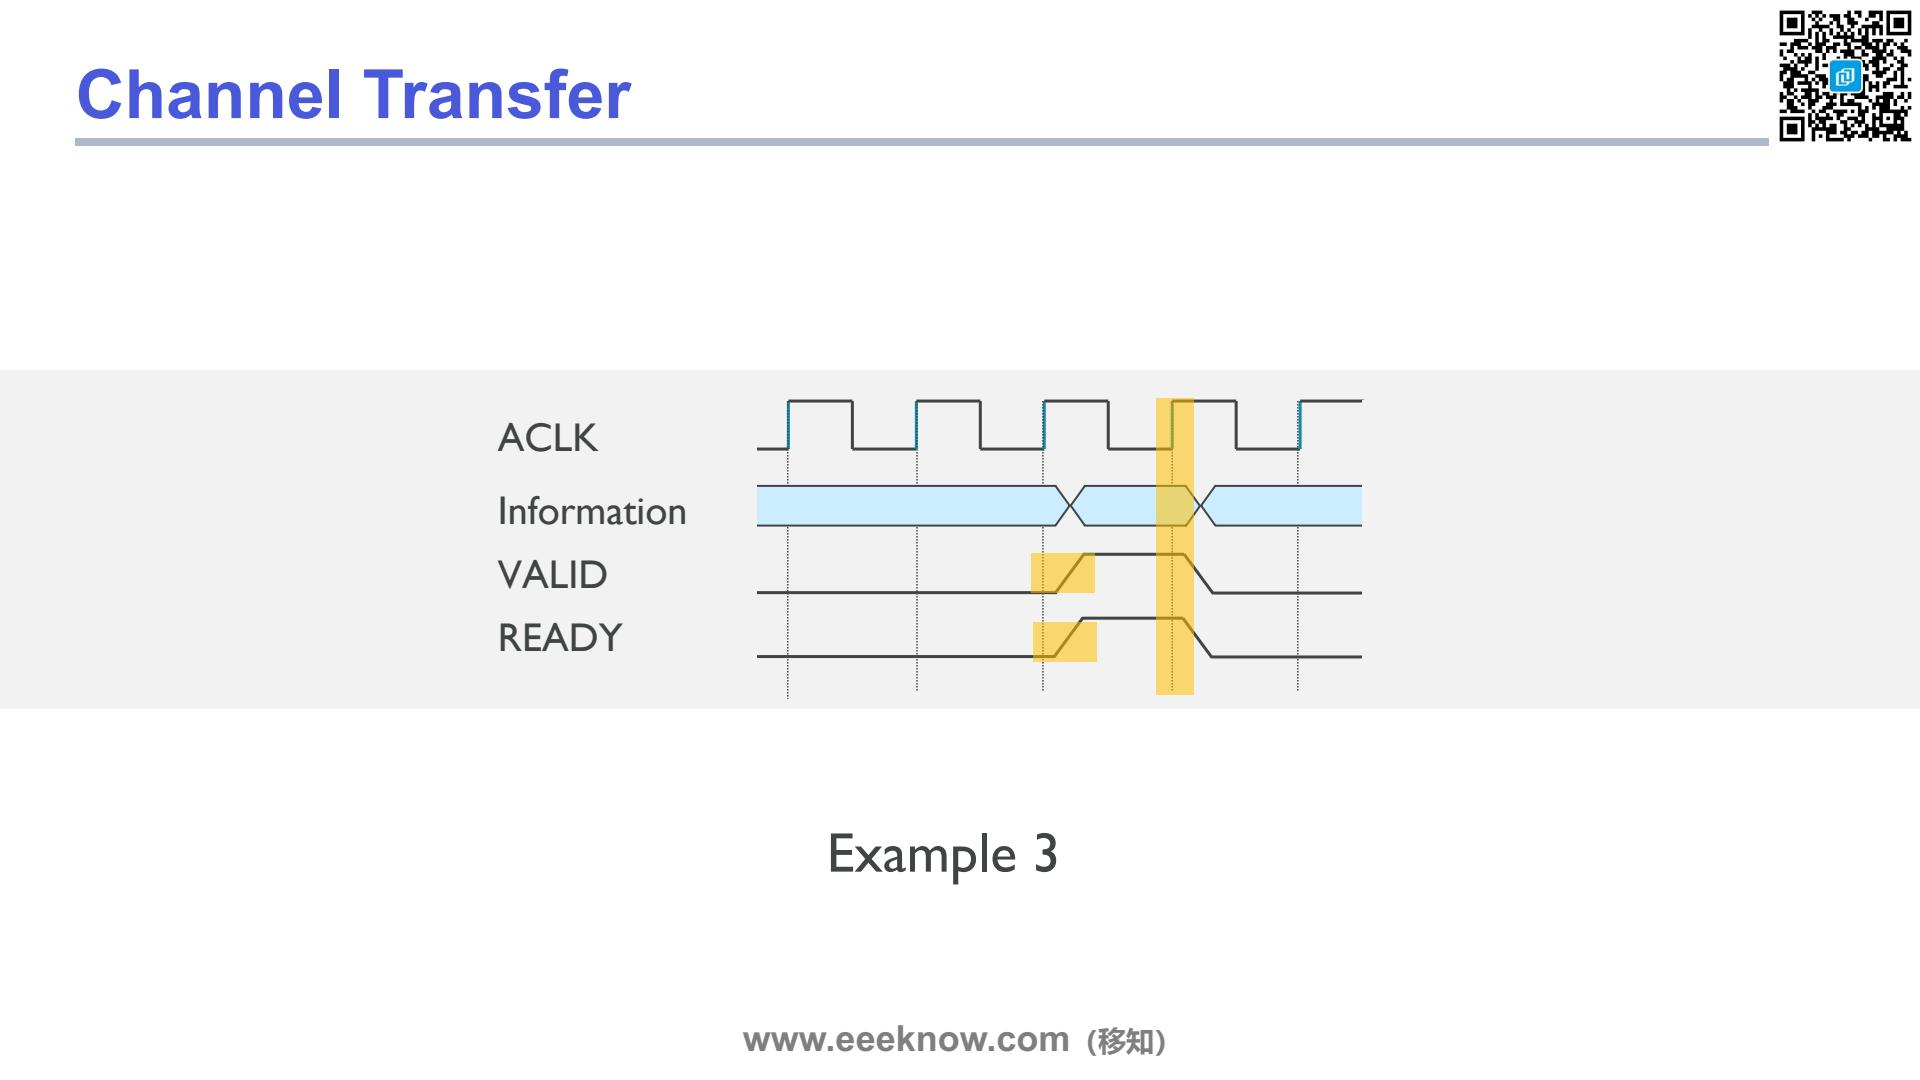 Channel Transfer
ACLK
Information
VALID
READY
Example 3
www.eeeknow.com (移知)